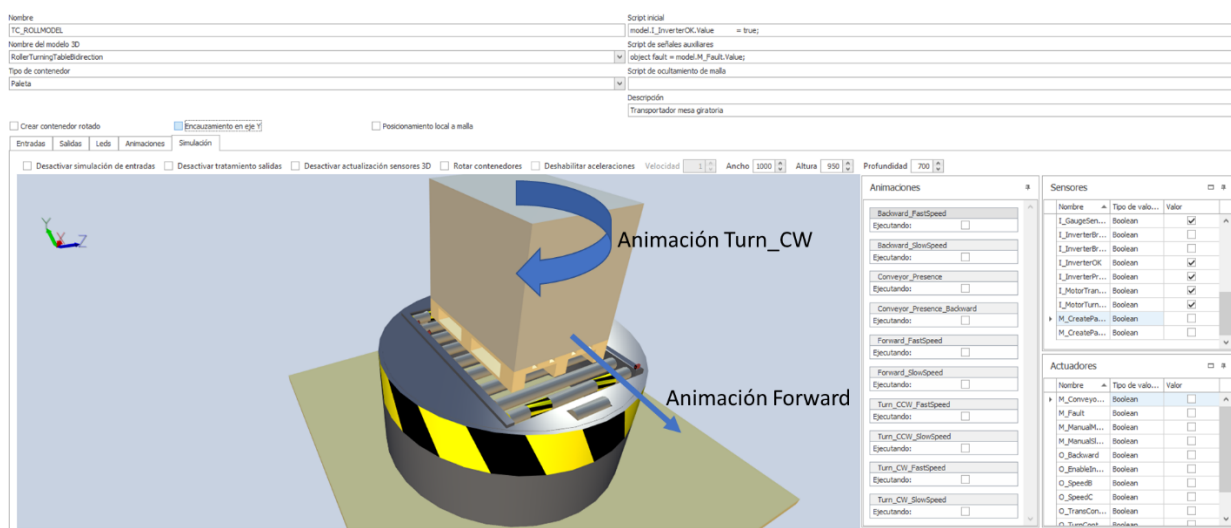 Nombre
TC_ROLLMODEL
Nombre del modelo 3D
RollerTurningTableBidirection
Tipo de contenedor
Paleta
Script inicial
model.I_InverterOK.Value = true;
Script de señales auxiliares
object fault = model.M_Fault.Value;
Script de ocultamiento de malla
Descripción
Transportador mesa giratoria
Crear contenedor rotado Encauzamiento en eje Y Posicionamiento local a malla
Entradas Salidas Leds Animaciones Simulación
Desactivar simulación de entradas Desactivar tratamiento salidas Desactivar actualización sensores 3D Rotar contenedores Deshabilitar aceleraciones Velocidad 1 Ancho 1000 Altura 950 Profundidad 700
Y X Z
Animación Turn_CW
Animación Forward
Animaciones
Backward_FastSpeed
Ejecutando:
Backward_SlowSpeed
Ejecutando:
Conveyor_Presence
Ejecutando:
Conveyor_Presence_Backward
Ejecutando:
Forward_FastSpeed
Ejecutando:
Forward_SlowSpeed
Ejecutando:
Turn_CCW_FastSpeed
Ejecutando:
Turn_CCW_SlowSpeed
Ejecutando:
Turn_CW_FastSpeed
Ejecutando:
Turn_CW_SlowSpeed
Ejecutando:
Sensores
Nombre Tipo de valo... Valor
I_GaugeSen... Boolean
I_InverterBr... Boolean
I_InverterBr... Boolean
I_InverterOK Boolean
I_InverterPr... Boolean
I_MotorTran... Boolean
I_MotorTurn... Boolean
M_CreatePa... Boolean
M_CreatePa... Boolean
Actuadores
Nombre Tipo de valo... Valor
M_Conveyo... Boolean
M_Fault Boolean
M_ManualM... Boolean
M_ManualSl... Boolean
O_Backward Boolean
O_EnableIn... Boolean
O_SpeedB Boolean
O_SpeedC Boolean
O_TransCon... Boolean
O_TurnCont... Boolean